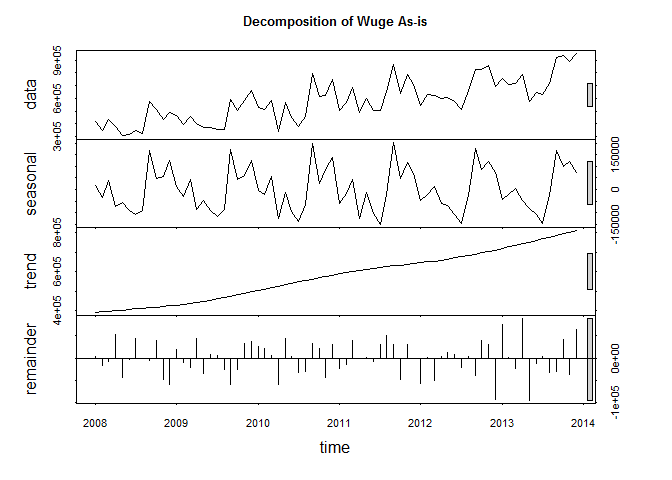 Decomposition of Wuge As-is
data
3e+05 6e+05 9e+05
seasonal
-150000 0 150000
trend
4e+05 6e+05 8e+05
remainder
-1e+05 0e+00
2008 2009 2010 2011 2012 2013 2014
time